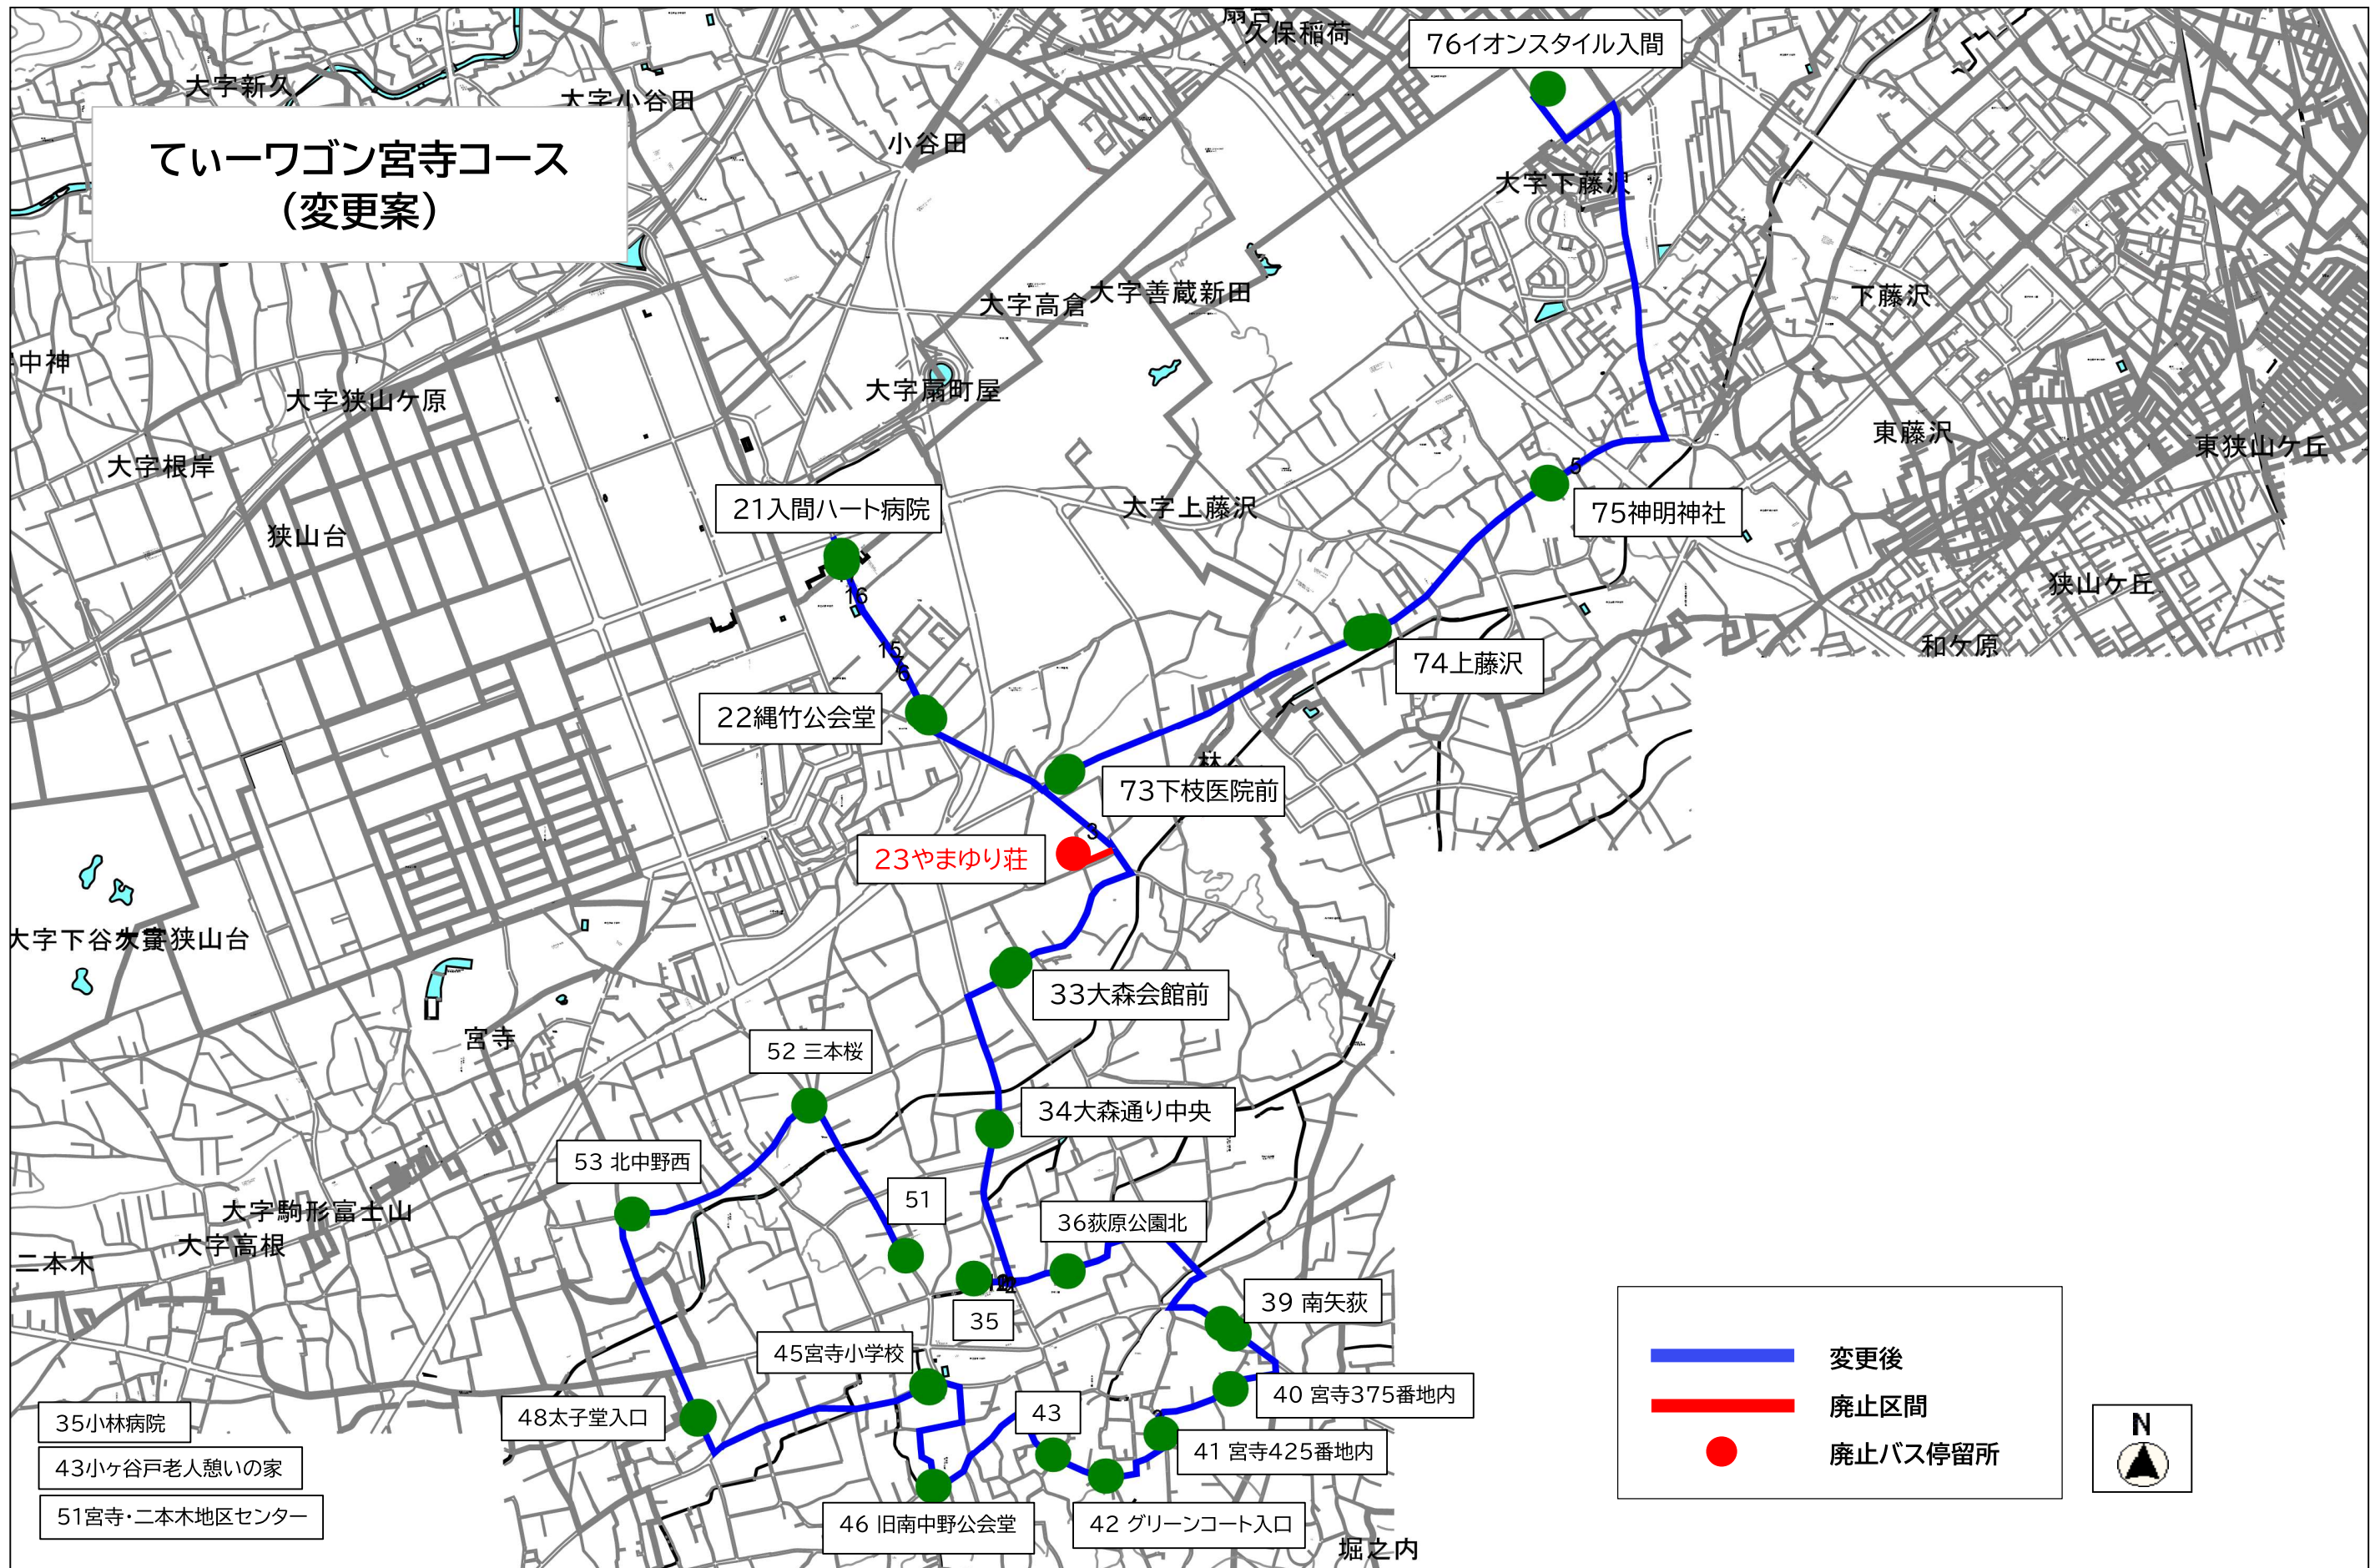 扇台
久保稲荷
76イオンスタイル入間
大字新久
大字小谷田
小谷田
てぃーワゴン宮寺コース
（変更案）
大字下藤沢
大字高倉
大字善蔵新田
下藤沢
中神
大字狭山ケ原
大字扇町屋
大字根岸
東藤沢
東狭山ケ丘
5
21入間ハート病院
大字上藤沢
75神明神社
狭山台
16
狭山ケ丘
15
6
和ケ原
74上藤沢
22縄竹公会堂
林
73下枝医院前
3
23やまゆり荘
大字狭山台
33大森会館前
宮寺
52 三本桜
34大森通り中央
53 北中野西
51
大字駒形富士山
36荻原公園北
大字高根
二本木
39 南矢荻
35
45宮寺小学校
変更後
40 宮寺375番地内
廃止区間
48太子堂入口
43
35小林病院
41 宮寺425番地内
廃止バス停留所
N
43小ヶ谷戸老人憩いの家
51宮寺・二本木地区センター
46 旧南中野公会堂
42 グリーンコート入口
堀之内